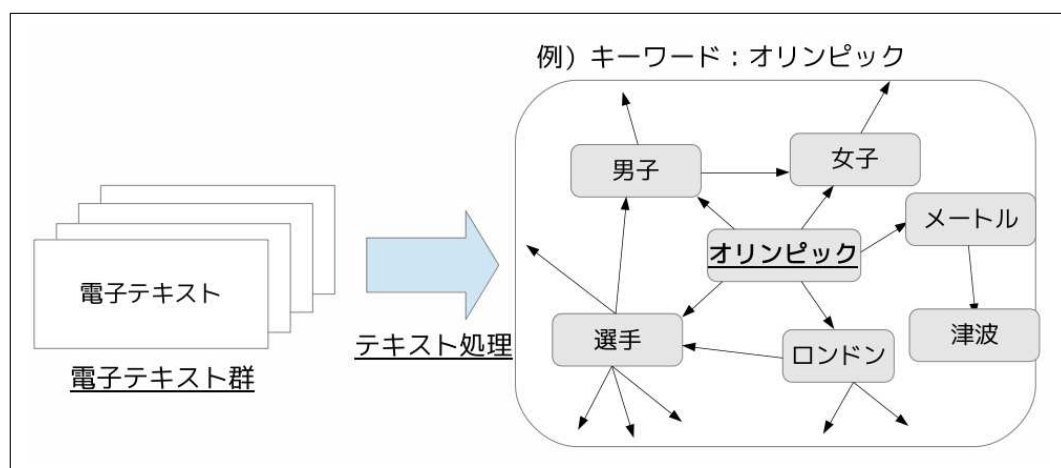 例）キーワード：オリンピック
男子
女子
メートル
オリンピック
電子テキスト
選手
ロンドン
津波
テキスト処理
電子テキスト群